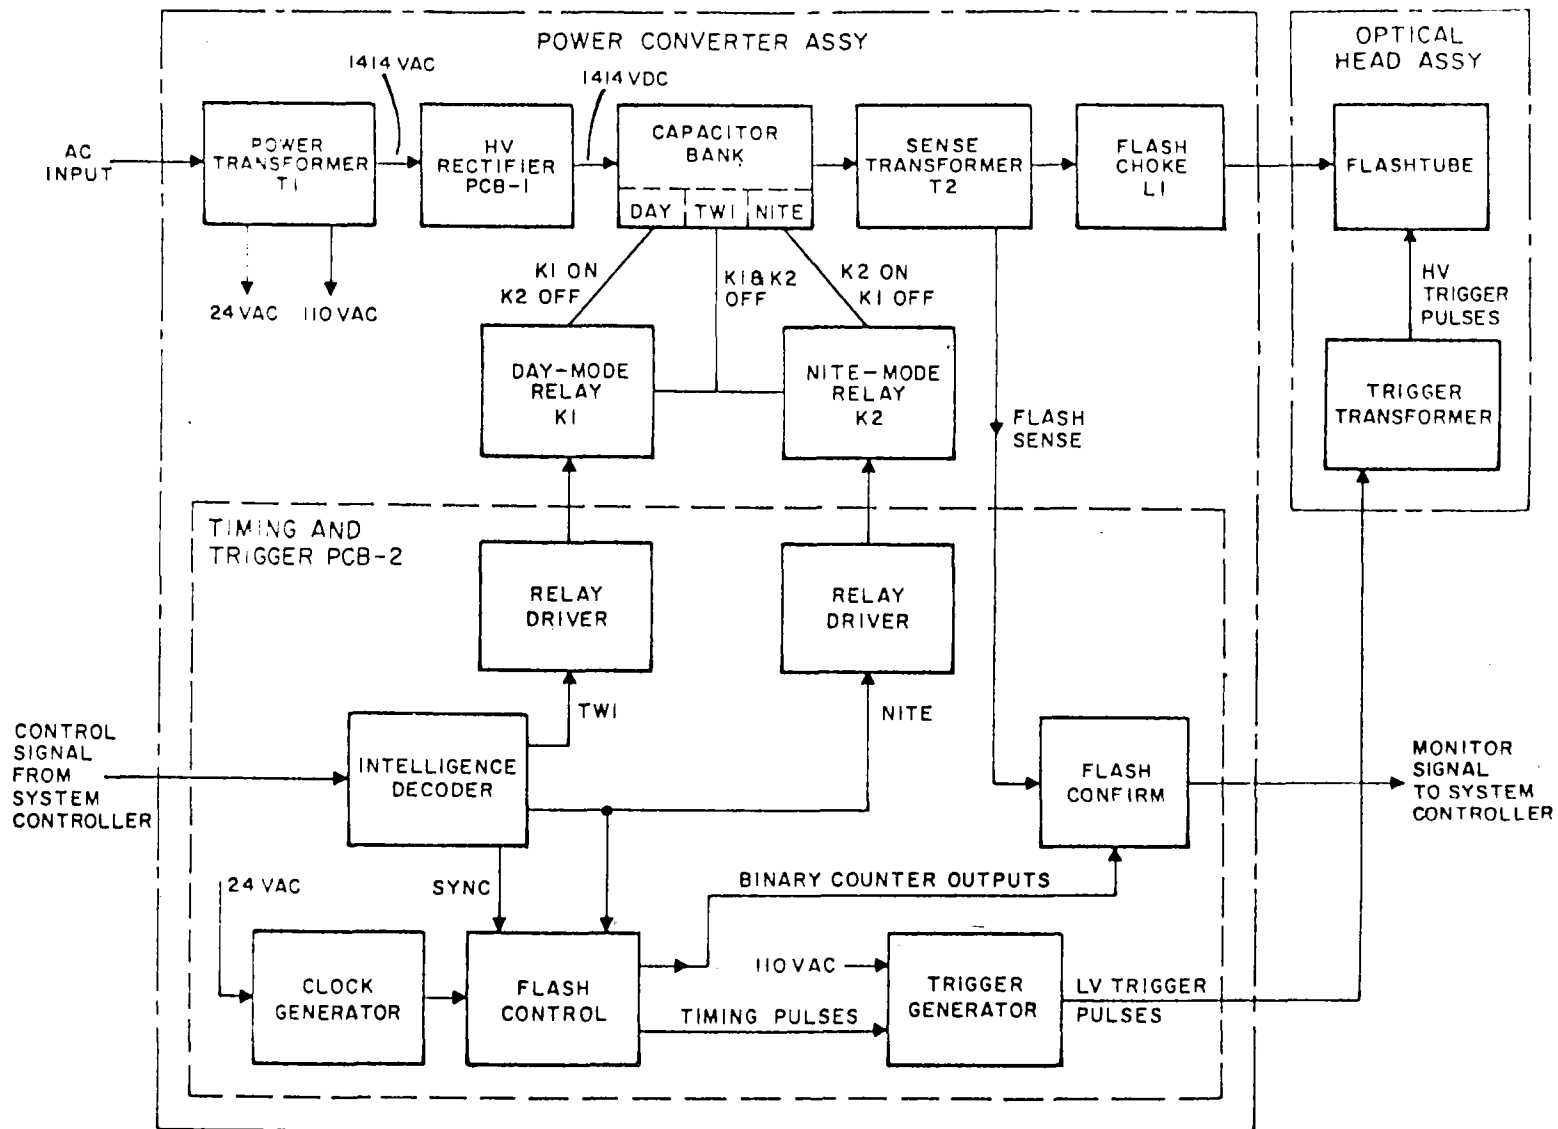 POWER CONVERTER ASSY
OPTICAL
HEAD ASSY
1414 VAC
1414 VDC
AC
INPUT
POWER
TRANSFORMER
T1
HV
RECTIFIER
PCB-1
CAPACITOR
BANK
DAY
TWI
NITE
SENSE
TRANSFORMER
T2
FLASH
CHOKE
L1
FLASHTUBE
24 VAC
110 VAC
K1 ON
K2 OFF
K1 & K2
OFF
K2 ON
K1 OFF
HV
TRIGGER
PULSES
DAY-MODE
RELAY
K1
NITE-MODE
RELAY
K2
FLASH
SENSE
TRIGGER
TRANSFORMER
TIMING AND
TRIGGER PCB-2
RELAY
DRIVER
RELAY
DRIVER
TWI
NITE
CONTROL
SIGNAL
FROM
SYSTEM
CONTROLLER
INTELLIGENCE
DECODER
FLASH
CONFIRM
MONITOR
SIGNAL
TO SYSTEM
CONTROLLER
24 VAC
SYNC
BINARY COUNTER OUTPUTS
CLOCK
GENERATOR
FLASH
CONTROL
110 VAC
TIMING PULSES
TRIGGER
GENERATOR
LV TRIGGER
PULSES